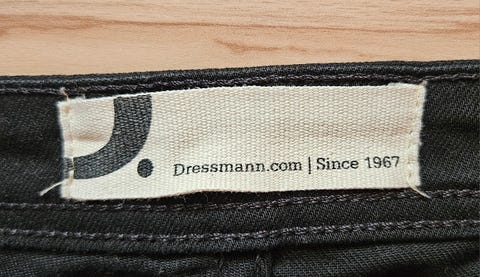 Dressmann.com | Since 1967